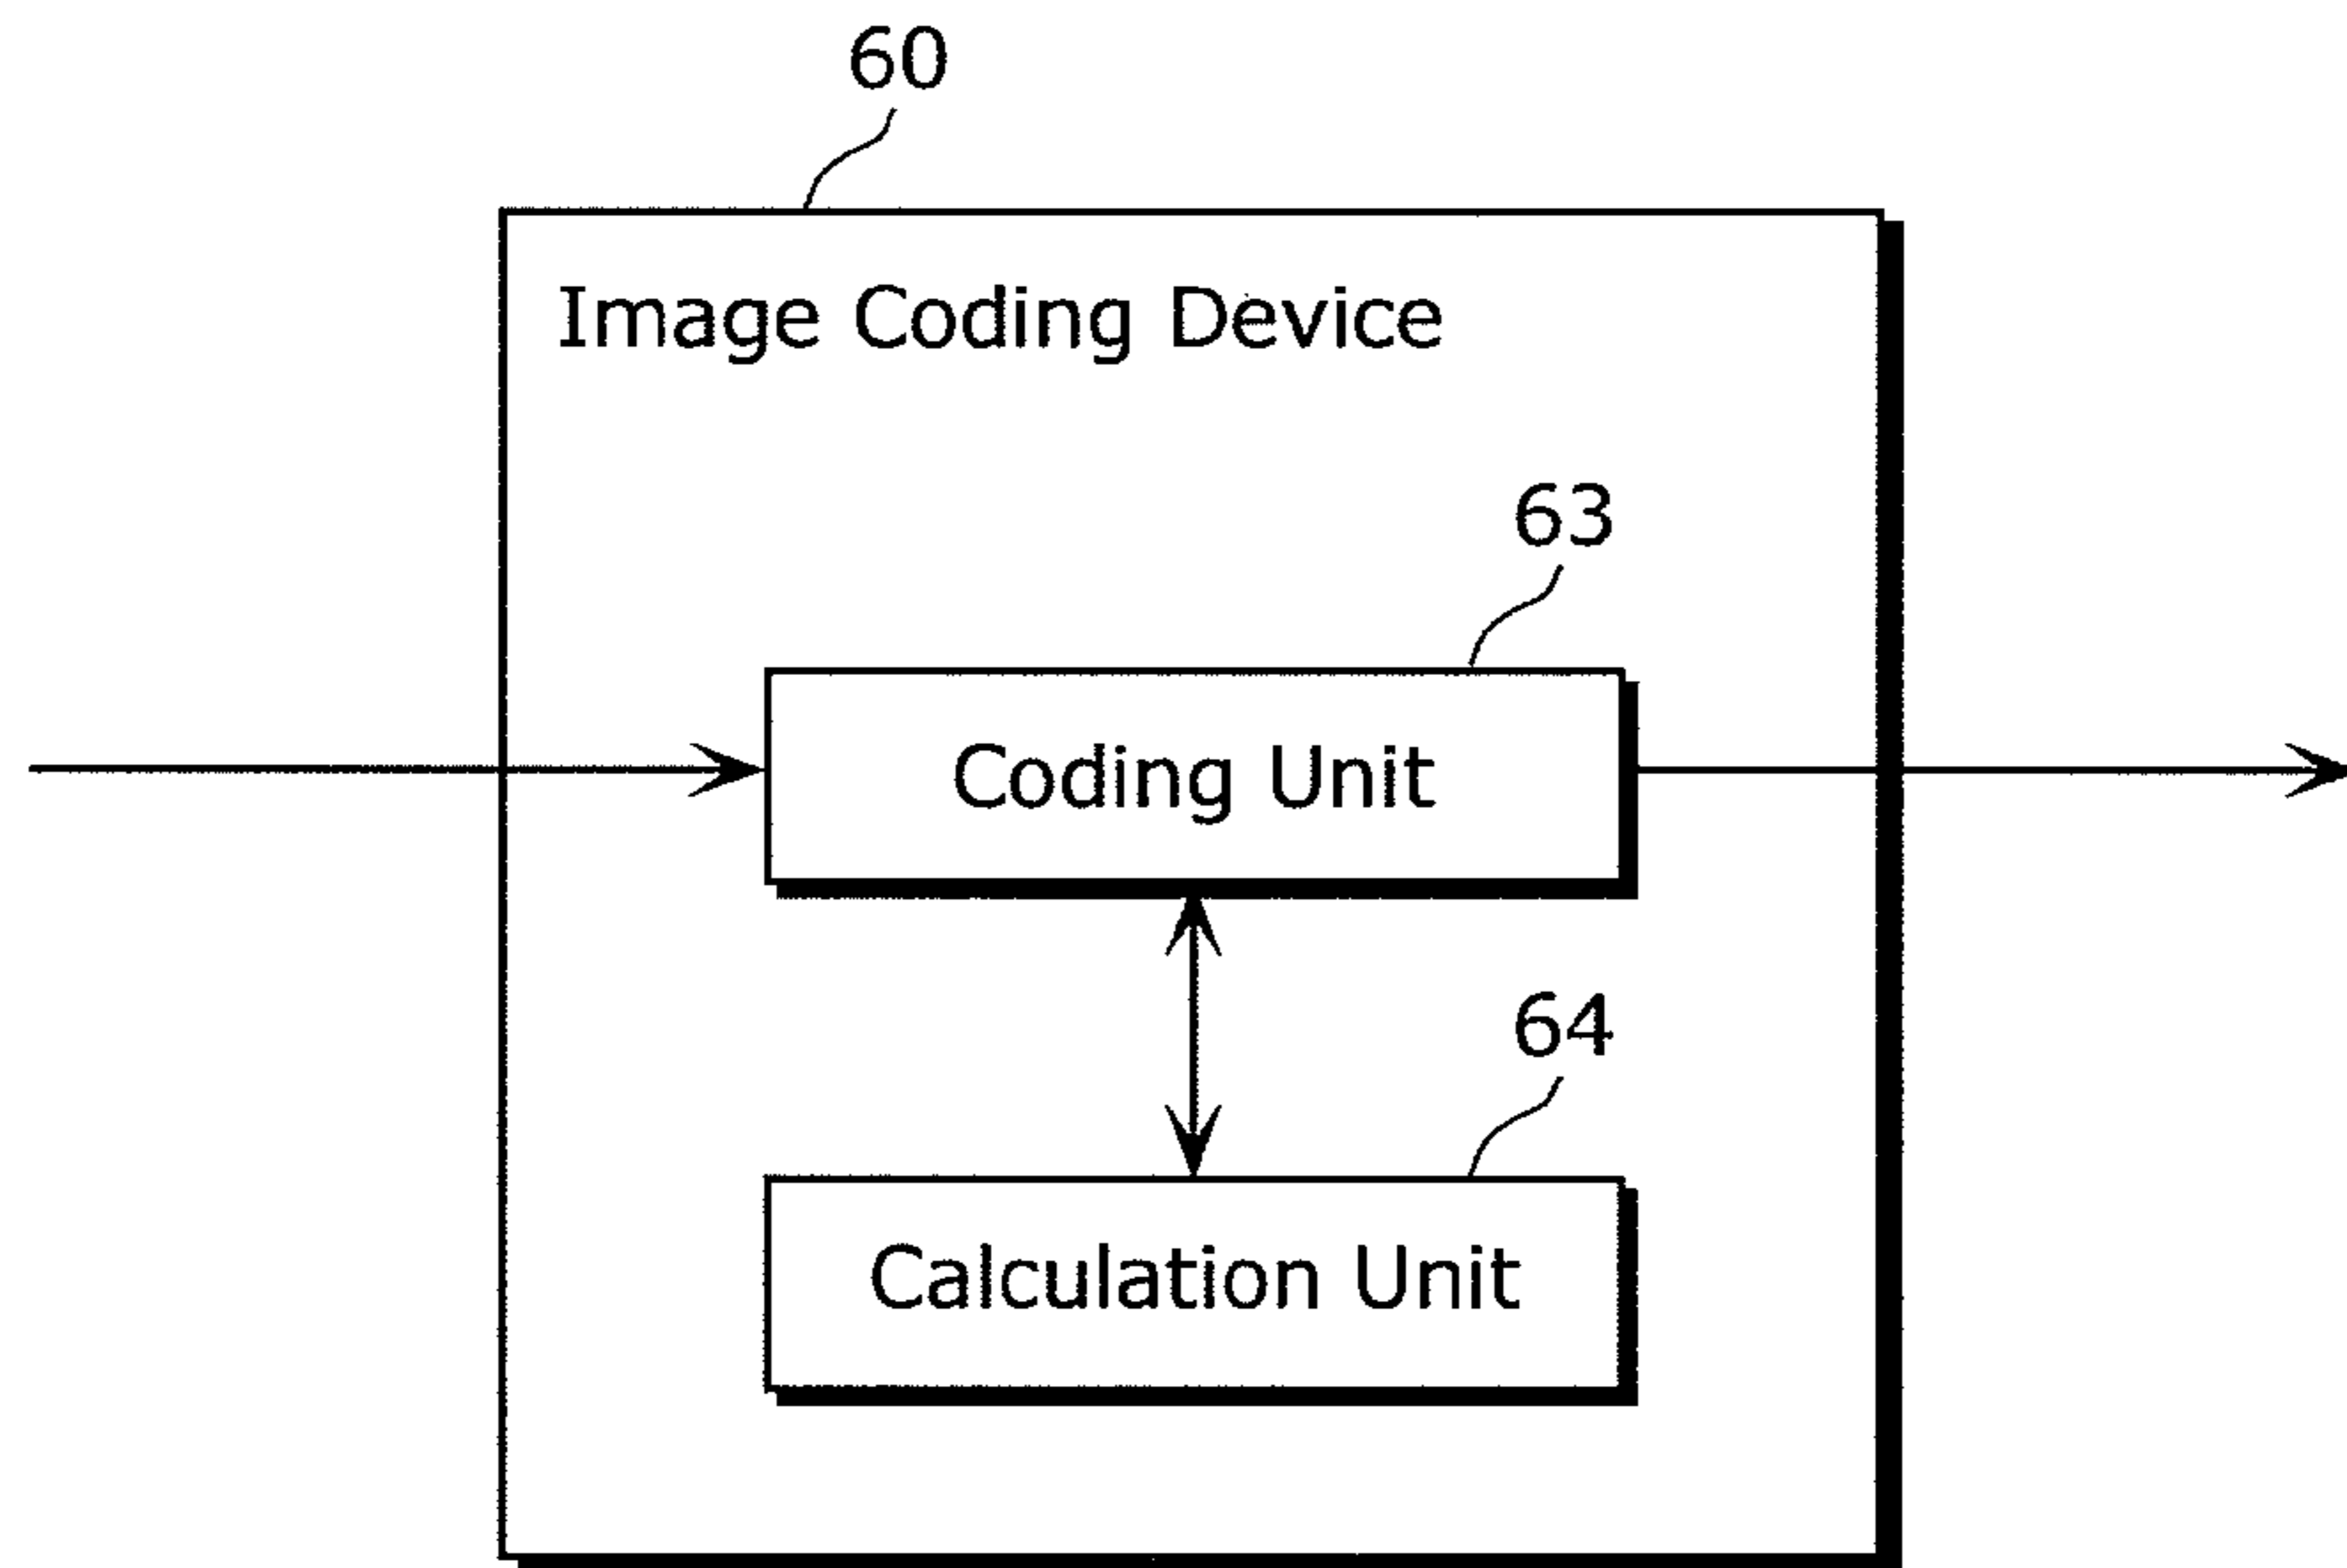 60
Image Coding Device
63
Coding Unit
64
Calculation Unit